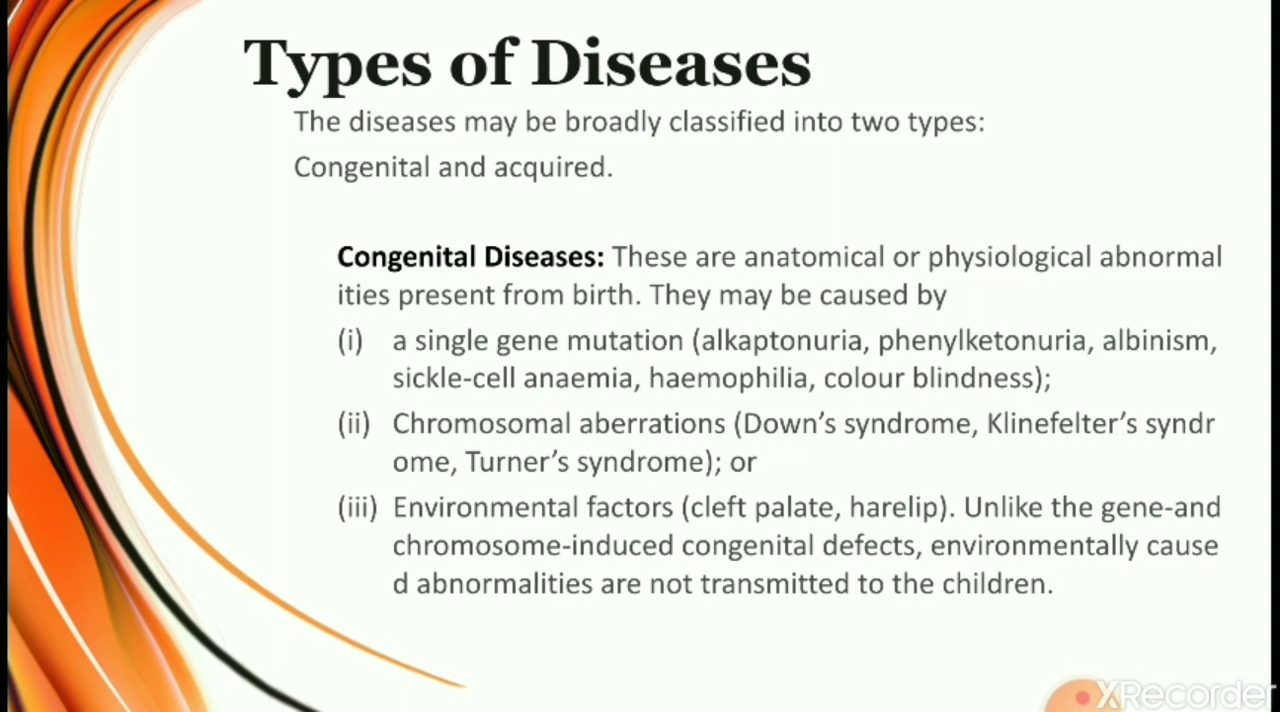 Types of Diseases
The diseases may be broadly classified into two types:
Congenital and acquired.
Congenital Diseases: These are anatomical or physiological abnormal
ities present from birth. They may be caused by
(i) a single gene mutation (alkaptonuria, phenylketonuria, albinism,
sickle-cell anaemia, haemophilia, colour blindness);
(ii) Chromosomal aberrations (Down’s syndrome, Klinefelter’s syndr
ome, Turner’s syndrome); or
(iii) Environmental factors (cleft palate, harelip). Unlike the gene-and
chromosome-induced congenital defects, environmentally cause
d abnormalities are not transmitted to the children.
XRecorder